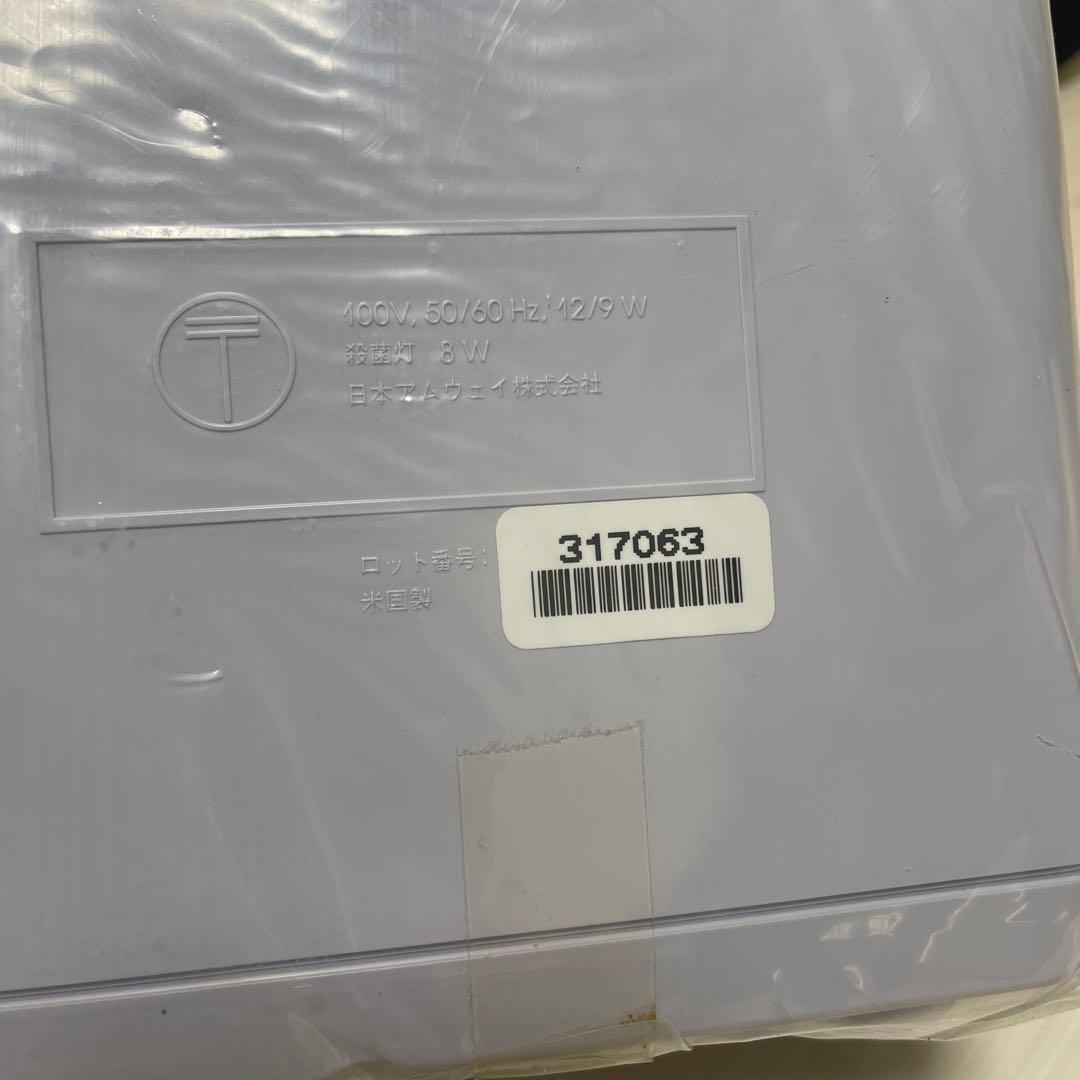 〒
100V, 50/60 Hz, 12/9 W
殺菌灯 8 W
日本アムウェイ株式会社
ロット番号:
317063
米国製